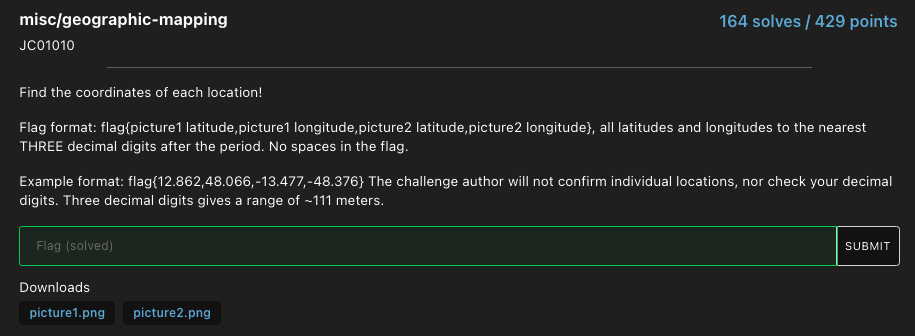 misc/geographic-mapping
164 solves / 429 points
JC01010
Find the coordinates of each location!
Flag format: flag{picture1 latitude,picture1 longitude,picture2 latitude,picture2 longitude}, all latitudes and longitudes to the nearest
THREE decimal digits after the period. No spaces in the flag.
Example format: flag{12.862,48.066,-13.477,-48.376} The challenge author will not confirm individual locations, nor check your decimal
digits. Three decimal digits gives a range of ~111 meters.
Flag (solved)
SUBMIT
Downloads
picture1.png
picture2.png